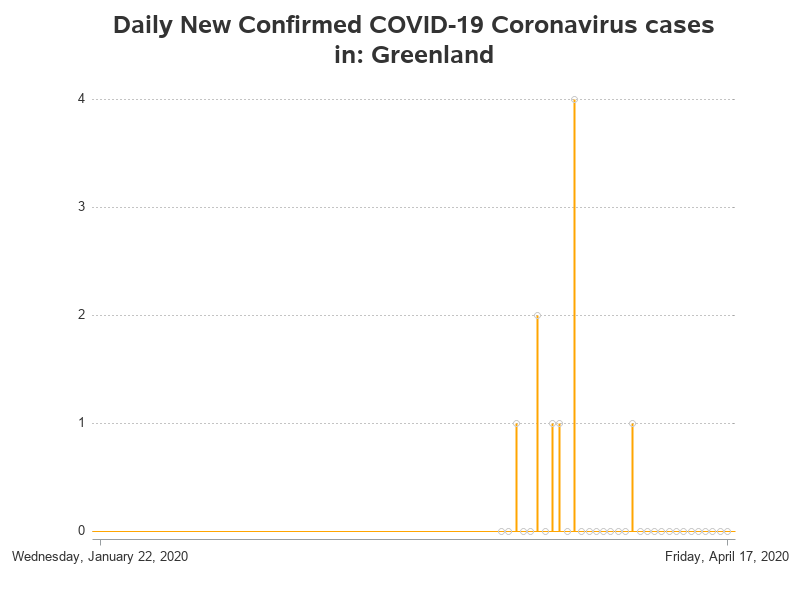 Daily New Confirmed COVID-19 Coronavirus cases
in: Greenland
4
3
2
1
0
Wednesday, January 22, 2020
Friday, April 17, 2020